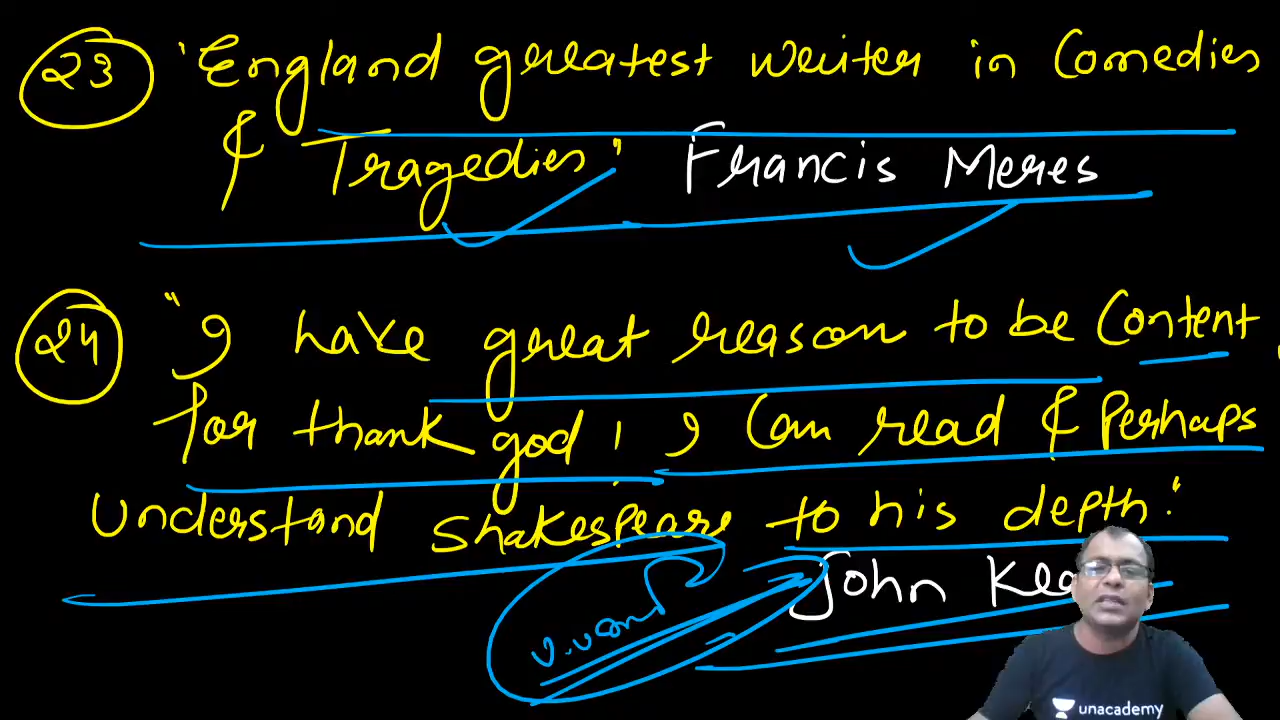 23 'England greatest writer in Comedies
& Tragedies" Francis Meres
24 "I have great reason to be Content
for thank god! I Can read & Perhaps
understand Shakespeare to his depth."
John
unacademy